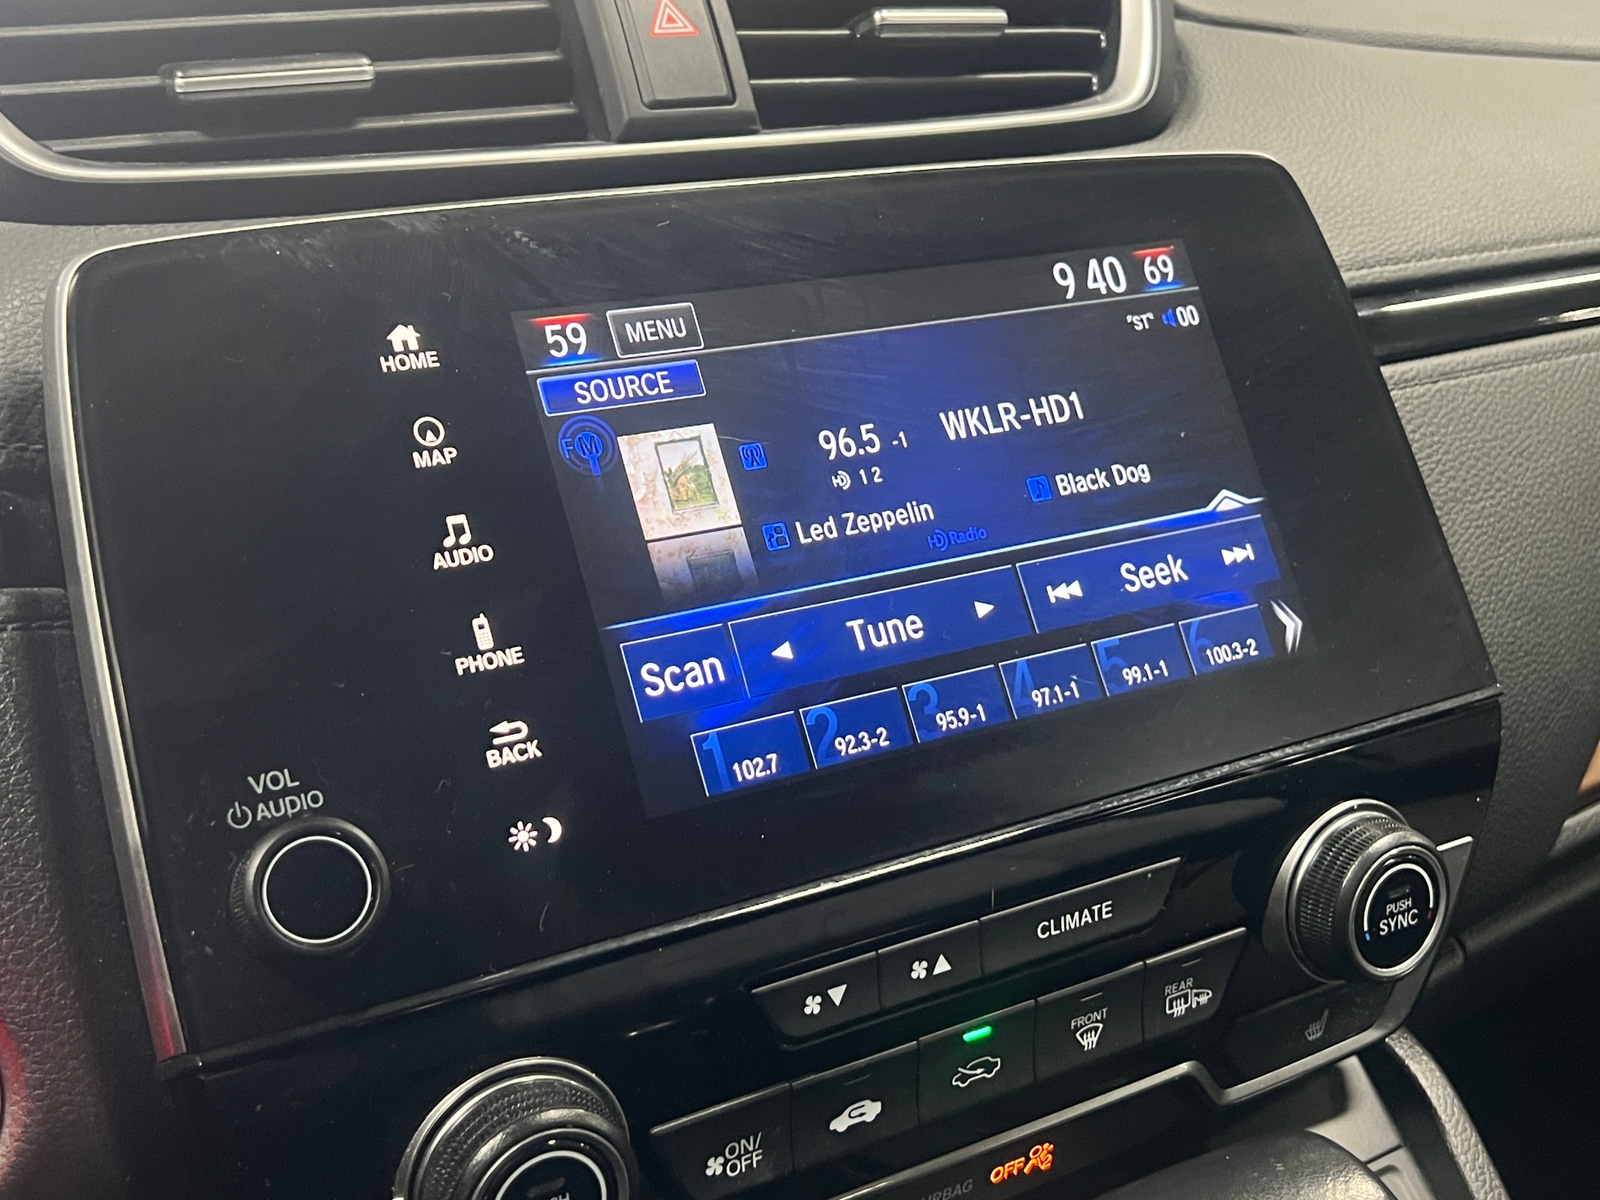 59
MENU
9 40
69
"ST"
00
SOURCE
FM
96.5 -1
WKLR-HD1
HD 1 2
Led Zeppelin
Black Dog
HD Radio
Scan
Tune
Seek
1 102.7
2 92.3-2
3 95.9-1
4 97.1-1
5 99.1-1
6 100.3-2
HOME
MAP
AUDIO
PHONE
BACK
VOL
AUDIO
CLIMATE
PUSH
SYNC
FRONT
REAR
ON/
OFF
OFF
2